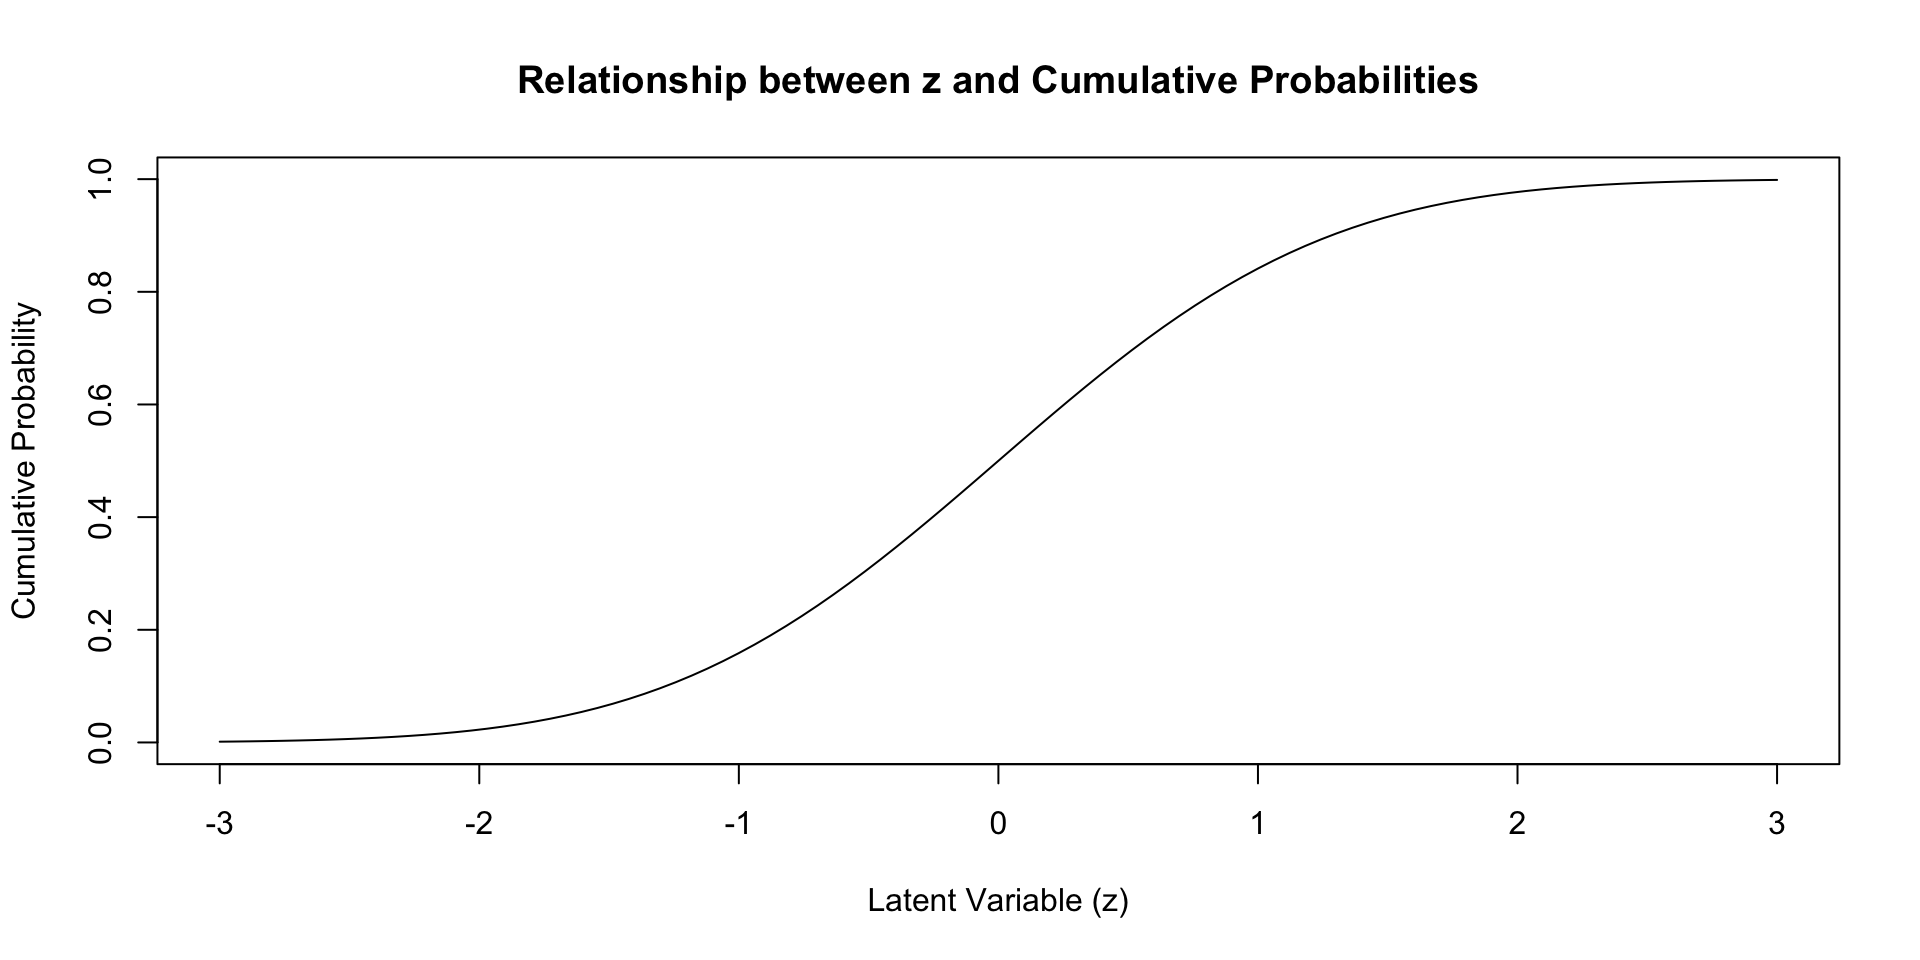 Relationship between z and Cumulative Probabilities
Cumulative Probability
1.0
0.8
0.6
0.4
0.2
0.0
-3 -2 -1 0 1 2 3
Latent Variable (z)